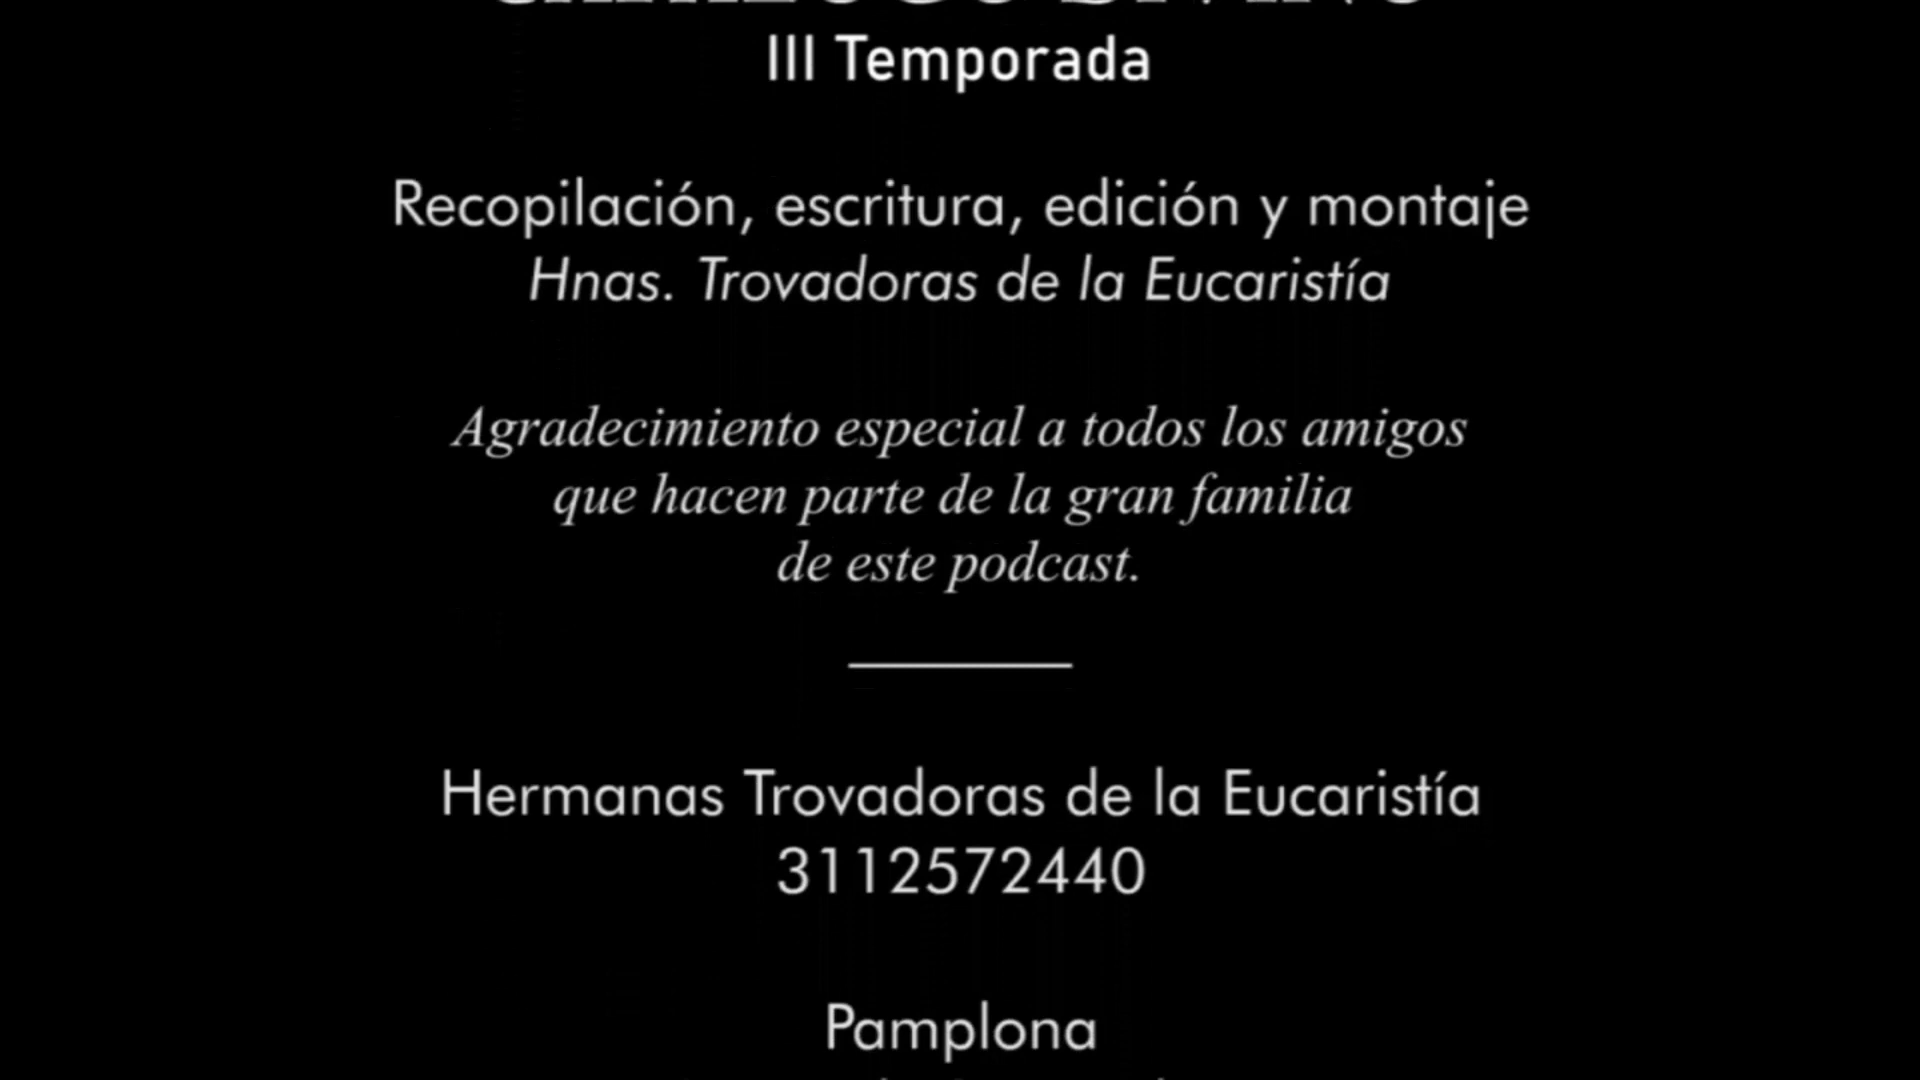 III Temporada
Recopilación, escritura, edición y montaje
Hnas. Trovadoras de la Eucaristía
Agradecimiento especial a todos los amigos
que hacen parte de la gran familia
de este podcast.
Hermanas Trovadoras de la Eucaristía
3112572440
Pamplona